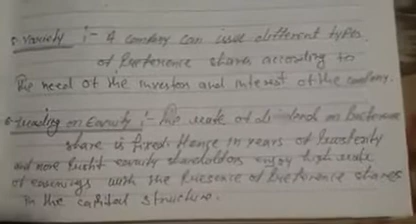 5. Variety :- A company can issue different types
of Preference shares according to
the need of the investors and interest of the company.
6. Trading on Equity :- The rate of di dend on Preference
share is fixed. Hence in years of Prosperity
and more Profit equity shareholders enjoy high rate
of earnings with the Presence of Preference shares
in the capital structure.